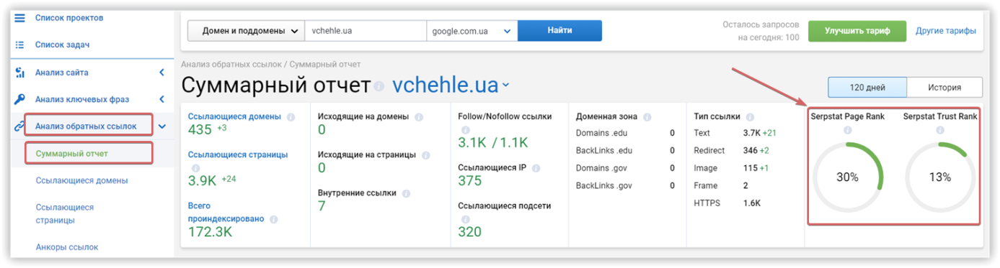 Список проектов
Список задач
Анализ сайта
Анализ ключевых фраз
Анализ обратных ссылок
Суммарный отчет
Ссылающиеся домены
Ссылающиеся
страницы
Анкоры ссылок
Домен и поддомены
vchehle.ua
google.com.ua
Найти
Осталось запросов
на сегодня: 100
Улучшить тариф
Другие тарифы
Анализ обратных ссылок / Суммарный отчет
Суммарный отчет vchehle.ua
120 дней
История
Ссылающиеся домены
435 +3
Ссылающиеся страницы
3.9K +24
Всего
проиндексировано
172.3K
Исходящие на домены
0
Исходящие на страницы
0
Внутренние ссылки
7
Follow/Nofollow ссылки
3.1K / 1.1K
Ссылающиеся IP
375
Ссылающиеся подсети
320
Доменная зона
Domains .edu 0
BackLinks .edu 0
Domains .gov 0
BackLinks .gov 0
Тип ссылки
Text 3.7K +21
Redirect 346 +2
Image 115 +1
Frame 2
HTTPS 1.6K
Serpstat Page Rank
30%
Serpstat Trust Rank
13%